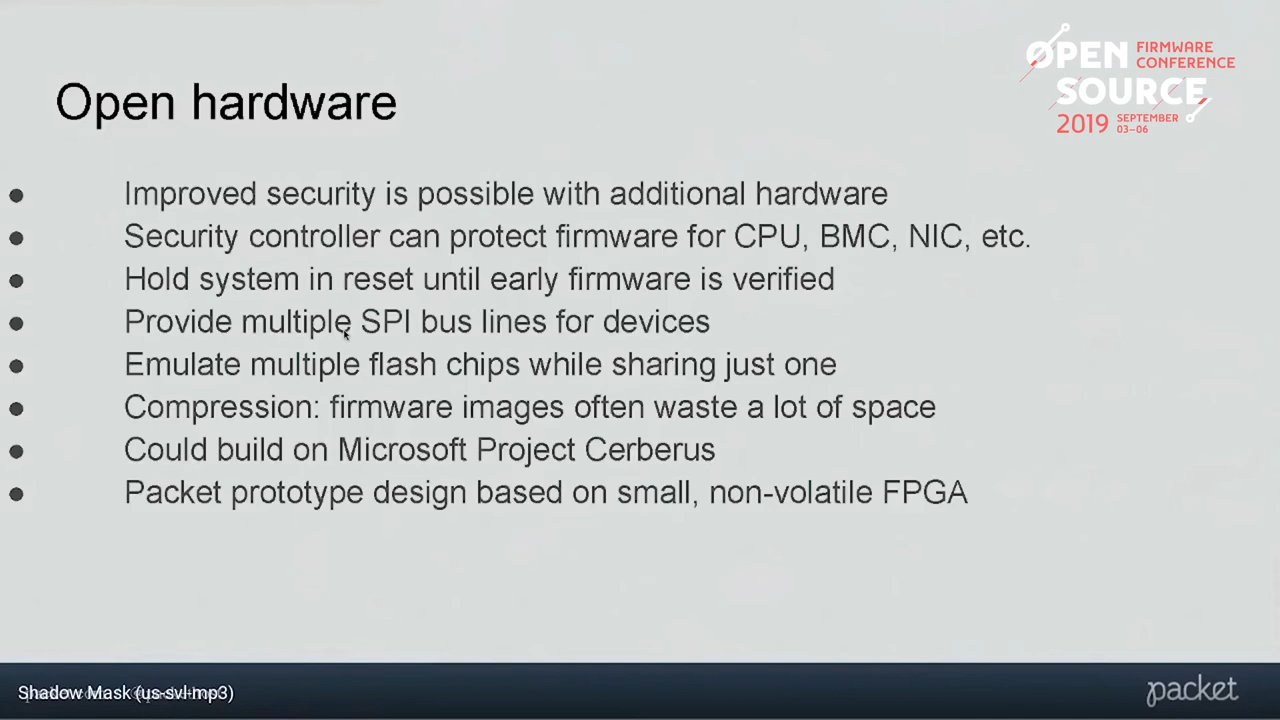 OPEN FIRMWARE CONFERENCE
SOURCE
2019 SEPTEMBER 03–06
Open hardware
● Improved security is possible with additional hardware
● Security controller can protect firmware for CPU, BMC, NIC, etc.
● Hold system in reset until early firmware is verified
● Provide multiple SPI bus lines for devices
● Emulate multiple flash chips while sharing just one
● Compression: firmware images often waste a lot of space
● Could build on Microsoft Project Cerberus
● Packet prototype design based on small, non-volatile FPGA
Shadow Mask (us-svl-mp3)
packet